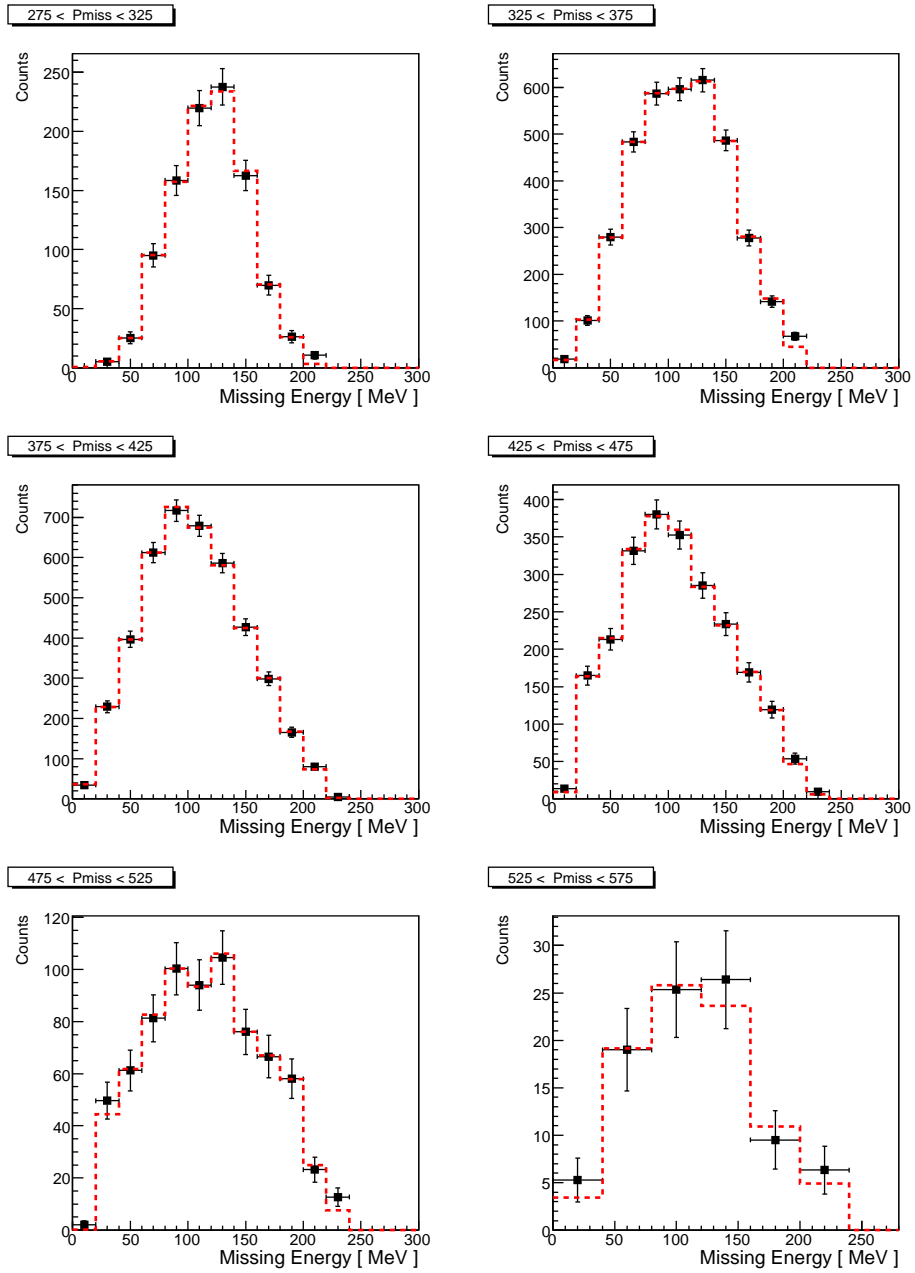 275 < Pmiss < 325
325 < Pmiss < 375
Counts
250
200
150
100
50
0
0 50 100 150 200 250 300
Missing Energy [ MeV ]
Counts
600
500
400
300
200
100
0
0 50 100 150 200 250 300
Missing Energy [ MeV ]
375 < Pmiss < 425
425 < Pmiss < 475
Counts
700
600
500
400
300
200
100
0
0 50 100 150 200 250 300
Missing Energy [ MeV ]
Counts
400
350
300
250
200
150
100
50
0
0 50 100 150 200 250 300
Missing Energy [ MeV ]
475 < Pmiss < 525
525 < Pmiss < 575
Counts
120
100
80
60
40
20
0
0 50 100 150 200 250 300
Missing Energy [ MeV ]
Counts
30
25
20
15
10
5
0
0 50 100 150 200 250
Missing Energy [ MeV ]